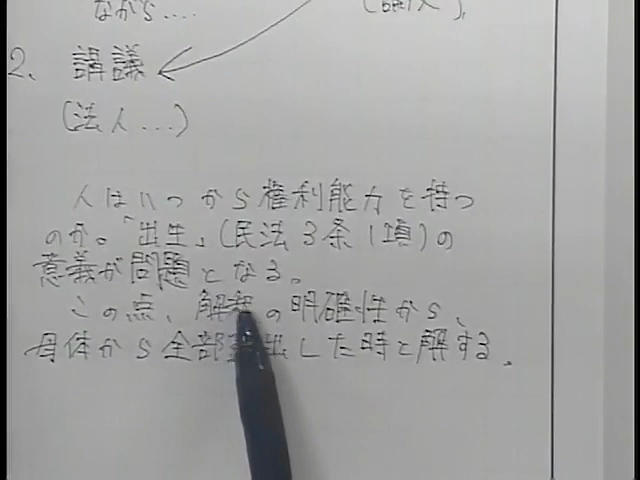 ながら....
2. 講議
(法人...)
人はいつから権利能力を持つ
のか。「出生」(民法3条1項)の
意義が問題となる。
この点、解釈の明確性から、
母体から全部出した時と解する。